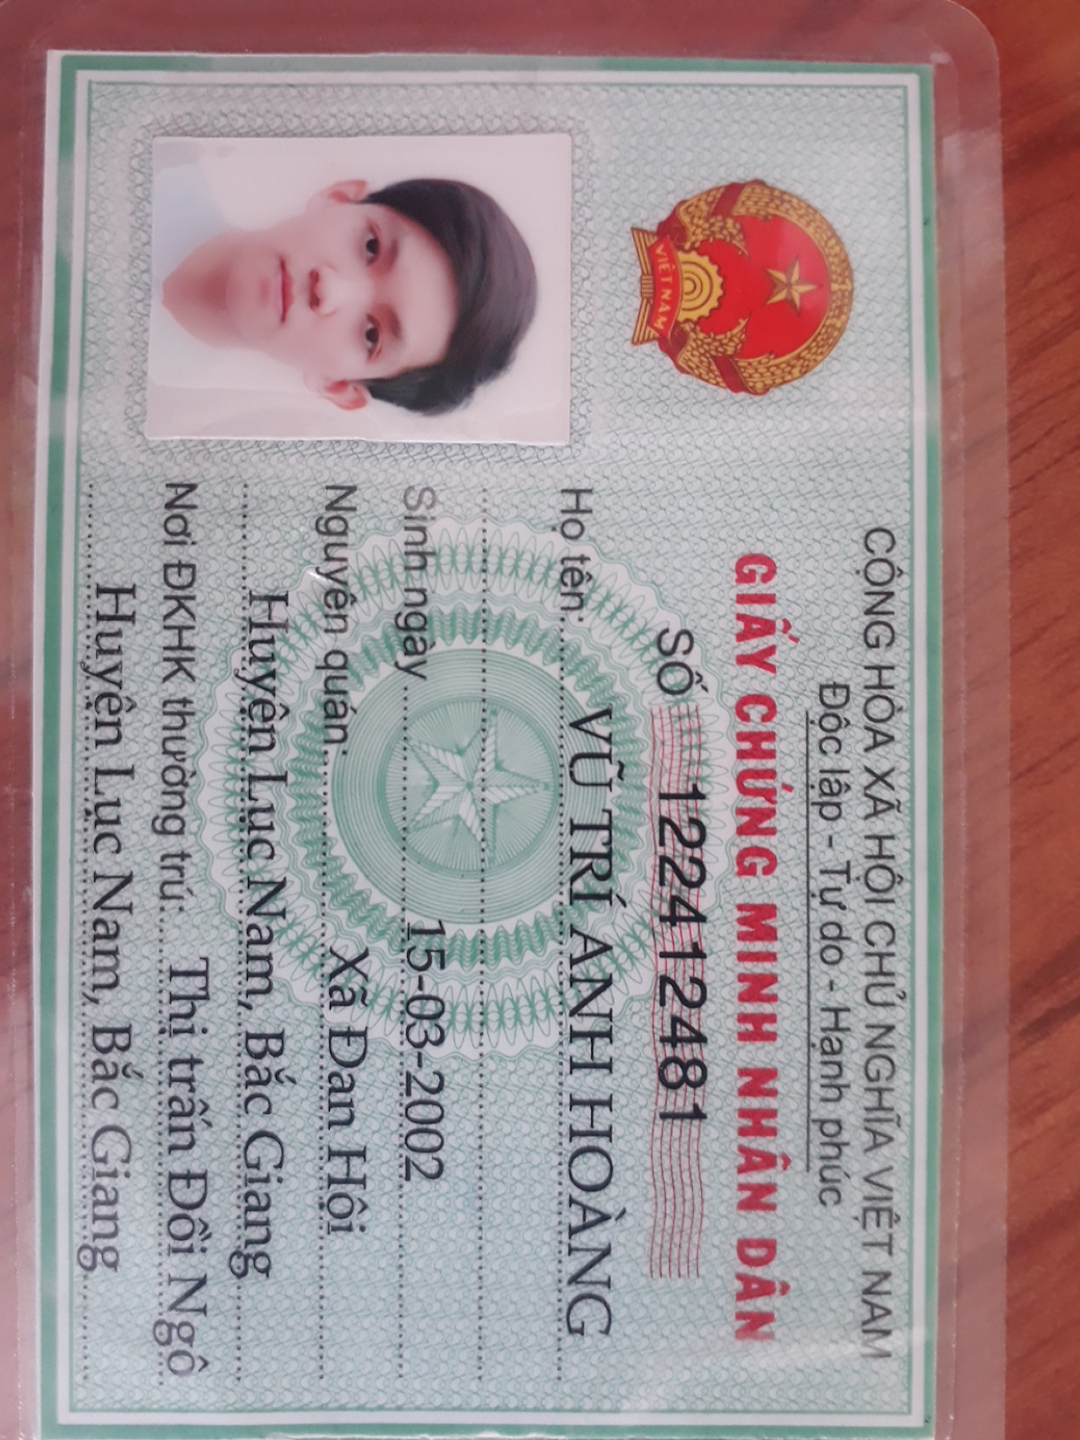 CỘNG HÒA XÃ HỘI CHỦ NGHĨA VIỆT NAM
Độc lập - Tự do - Hạnh phúc
GIẤY CHỨNG MINH NHÂN DÂN
SỐ 122412481
Họ tên: VŨ TRÍ ANH HOÀNG
Sinh ngày 15-03-2002
Nguyên quán: Xã Đan Hội
Huyện Lục Nam, Bắc Giang
Nơi ĐKHK thường trú: Thị trấn Đồi Ngô
Huyện Lục Nam, Bắc Giang
VIỆT NAM